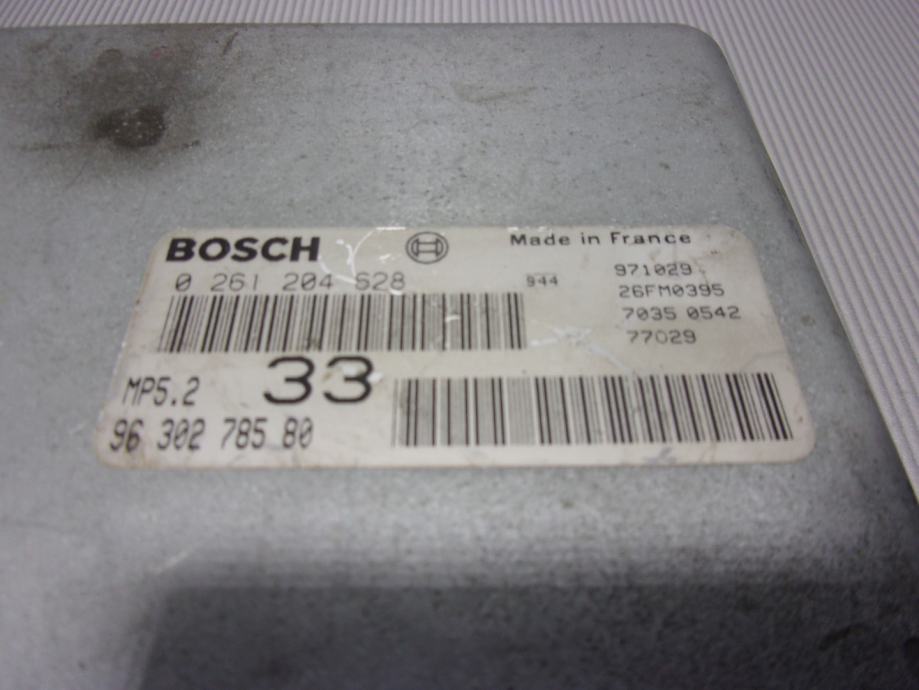 BOSCH
Made in France
0 261 204 628
944
971029
26FM0395
7035 0542
77029
MP5.2
33
96 302 785 80